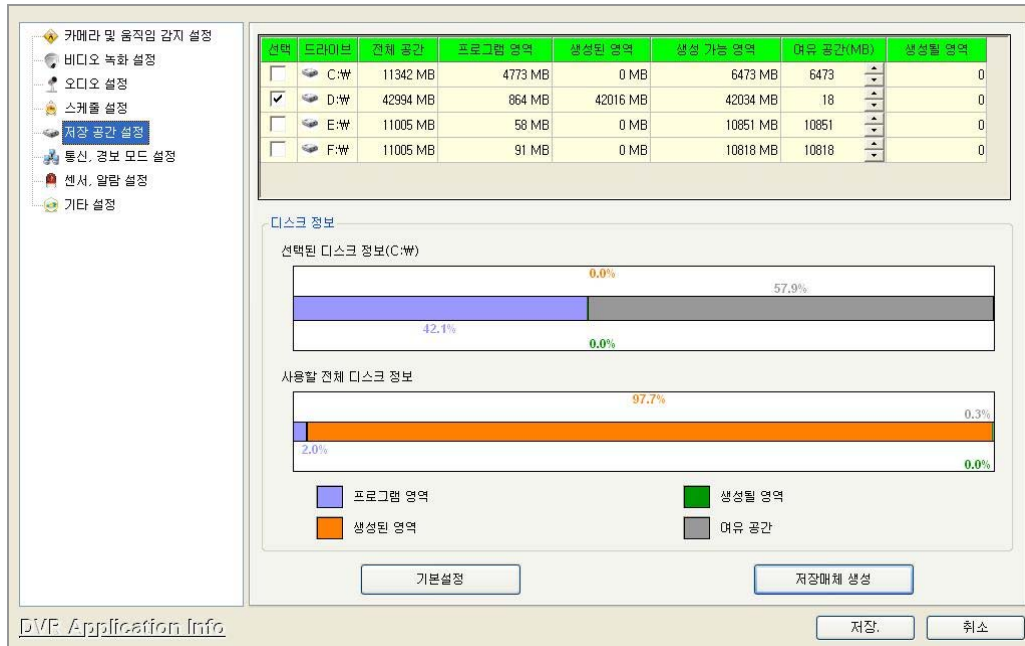 카메라 및 움직임 감지 설정
비디오 녹화 설정
오디오 설정
스케줄 설정
저장 공간 설정
통신, 경보 모드 설정
센서, 알람 설정
기타 설정
선택 드라이브 전체 공간 프로그램 영역 생성된 영역 생성 가능 영역 여유 공간(MB) 생성될 영역
C:₩ 11342 MB 4773 MB 0 MB 6473 MB 6473 0
D:₩ 42994 MB 864 MB 42016 MB 42034 MB 18 0
E:₩ 11005 MB 58 MB 0 MB 10851 MB 10851 0
F:₩ 11005 MB 91 MB 0 MB 10818 MB 10818 0
디스크 정보
선택된 디스크 정보(C:₩)
0.0%
57.9%
42.1%
0.0%
사용할 전체 디스크 정보
97.7%
0.3%
2.0%
0.0%
프로그램 영역 생성될 영역
생성된 영역 여유 공간
기본설정 저장매체 생성
DVR Application Info 저장. 취소